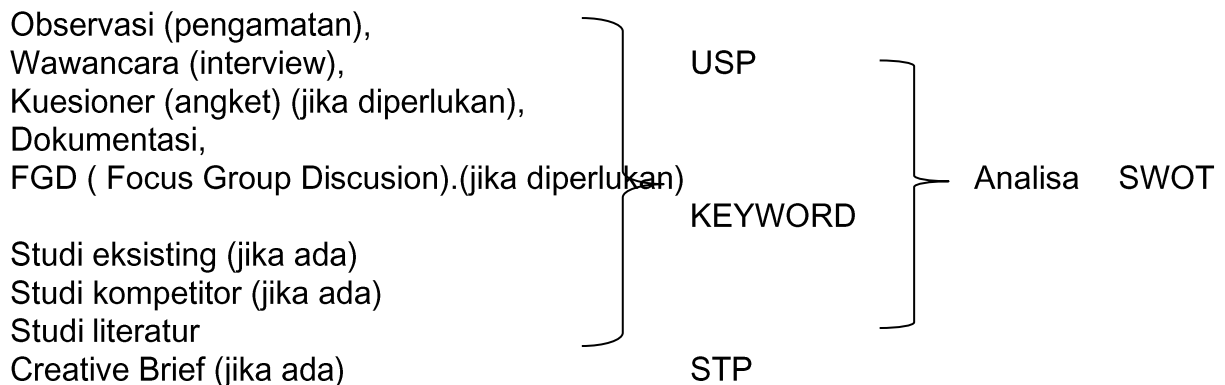 Observasi (pengamatan),
Wawancara (interview),
Kuesioner (angket) (jika diperlukan),
Dokumentasi,
FGD ( Focus Group Discusion).(jika diperlukan)
Studi eksisting (jika ada)
Studi kompetitor (jika ada)
Studi literatur
Creative Brief (jika ada)
USP
KEYWORD
STP
Analisa SWOT